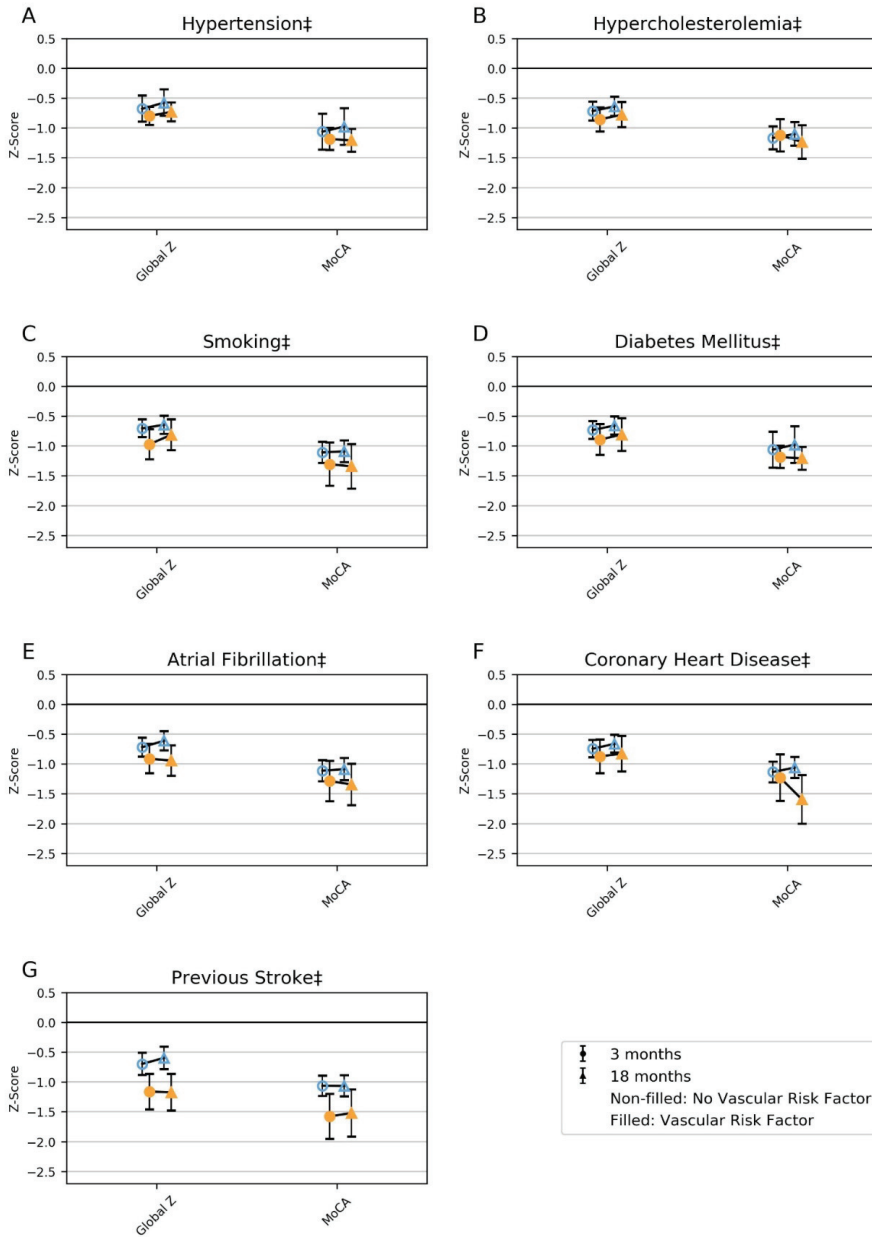 A
Hypertension‡
0.5
0.0
−0.5
−1.0
−1.5
−2.0
−2.5
Z-Score
Global Z
MoCA
B
Hypercholesterolemia‡
0.5
0.0
−0.5
−1.0
−1.5
−2.0
−2.5
Z-Score
Global Z
MoCA
C
Smoking‡
0.5
0.0
−0.5
−1.0
−1.5
−2.0
−2.5
Z-Score
Global Z
MoCA
D
Diabetes Mellitus‡
0.5
0.0
−0.5
−1.0
−1.5
−2.0
−2.5
Z-Score
Global Z
MoCA
E
Atrial Fibrillation‡
0.5
0.0
−0.5
−1.0
−1.5
−2.0
−2.5
Z-Score
Global Z
MoCA
F
Coronary Heart Disease‡
0.5
0.0
−0.5
−1.0
−1.5
−2.0
−2.5
Z-Score
Global Z
MoCA
G
Previous Stroke‡
0.5
0.0
−0.5
−1.0
−1.5
−2.0
−2.5
Z-Score
Global Z
MoCA
3 months
18 months
Non-filled: No Vascular Risk Factor
Filled: Vascular Risk Factor